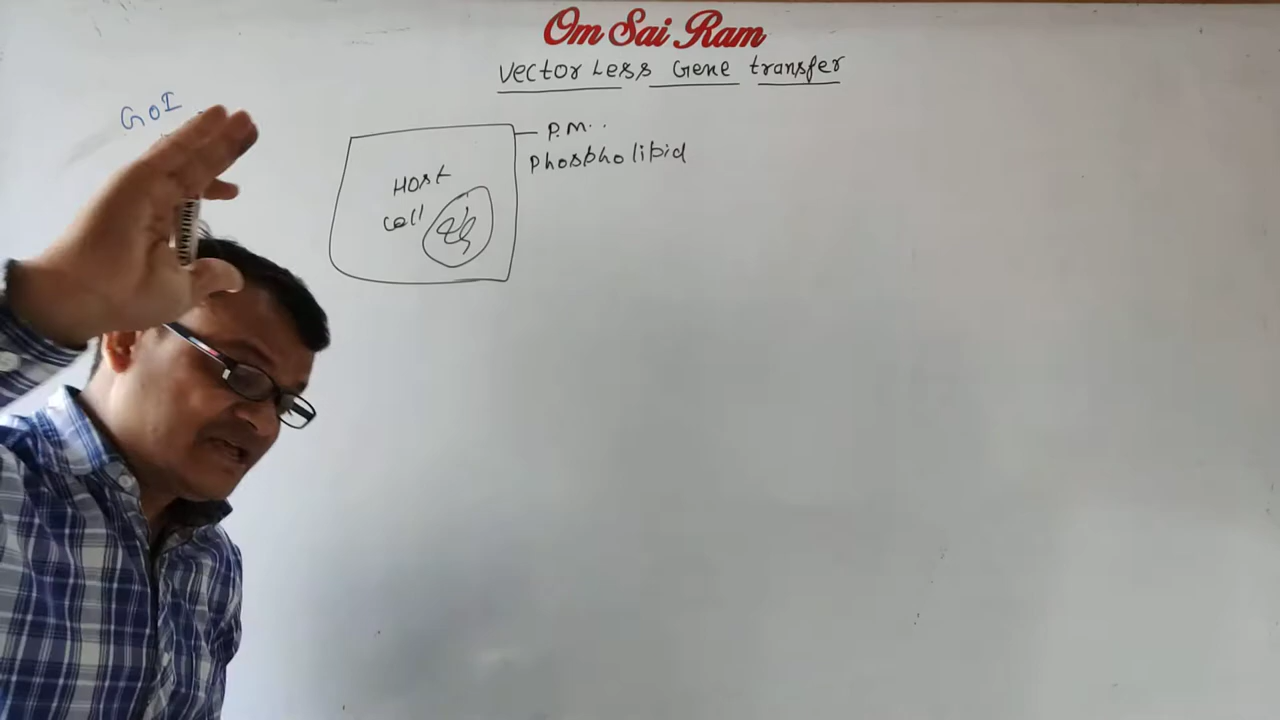 Om Sai Ram
Vector Less Gene transfer
GOI
P.M..
Phospholipid
Host
cell